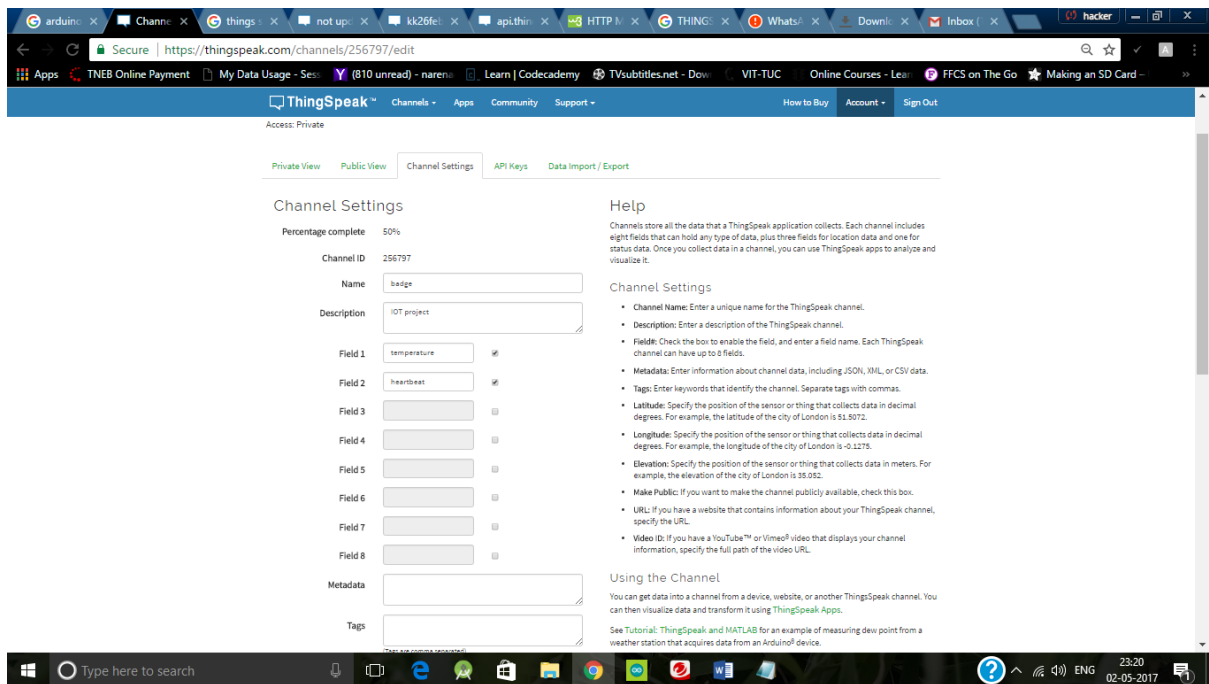 arduino
Channe
things s
not upd
kk26feb
api.thin
HTTP M
THINGS
WhatsA
Downlo
Inbox (
hacker
Secure | https://thingspeak.com/channels/256797/edit
Apps
TNEB Online Payment
My Data Usage - Sess
(810 unread) - narena
Learn | Codecademy
TVsubtitles.net - Dow
VIT-TUC
Online Courses - Lear
FFCS on The Go
Making an SD Card –
ThingSpeak™ Channels Apps Community Support How to Buy Account Sign Out
Access: Private
Private View Public View Channel Settings API Keys Data Import / Export
Channel Settings
Percentage complete 50%
Channel ID 256797
Name badge
Description IOT project
Field 1 temperature
Field 2 heartbeat
Field 3
Field 4
Field 5
Field 6
Field 7
Field 8
Metadata
Tags
(Tags are comma separated)
Help
Channels store all the data that a ThingSpeak application collects. Each channel includes
eight fields that can hold any type of data, plus three fields for location data and one for
status data. Once you collect data in a channel, you can use ThingSpeak apps to analyze and
visualize it.
Channel Settings
• Channel Name: Enter a unique name for the ThingSpeak channel.
• Description: Enter a description of the ThingSpeak channel.
• Field#: Check the box to enable the field, and enter a field name. Each ThingSpeak
channel can have up to 8 fields.
• Metadata: Enter information about channel data, including JSON, XML, or CSV data.
• Tags: Enter keywords that identify the channel. Separate tags with commas.
• Latitude: Specify the position of the sensor or thing that collects data in decimal
degrees. For example, the latitude of the city of London is 51.5072.
• Longitude: Specify the position of the sensor or thing that collects data in decimal
degrees. For example, the longitude of the city of London is -0.1275.
• Elevation: Specify the position of the sensor or thing that collects data in meters. For
example, the elevation of the city of London is 35.052.
• Make Public: If you want to make the channel publicly available, check this box.
• URL: If you have a website that contains information about your ThingSpeak channel,
specify the URL.
• Video ID: If you have a YouTube™ or Vimeo® video that displays your channel
information, specify the full path of the video URL.
Using the Channel
You can get data into a channel from a device, website, or another ThingsSpeak channel. You
can then visualize data and transform it using ThingSpeak Apps.
See Tutorial: ThingSpeak and MATLAB for an example of measuring dew point from a
weather station that acquires data from an Arduino® device.
Type here to search
ENG
23:20
02-05-2017